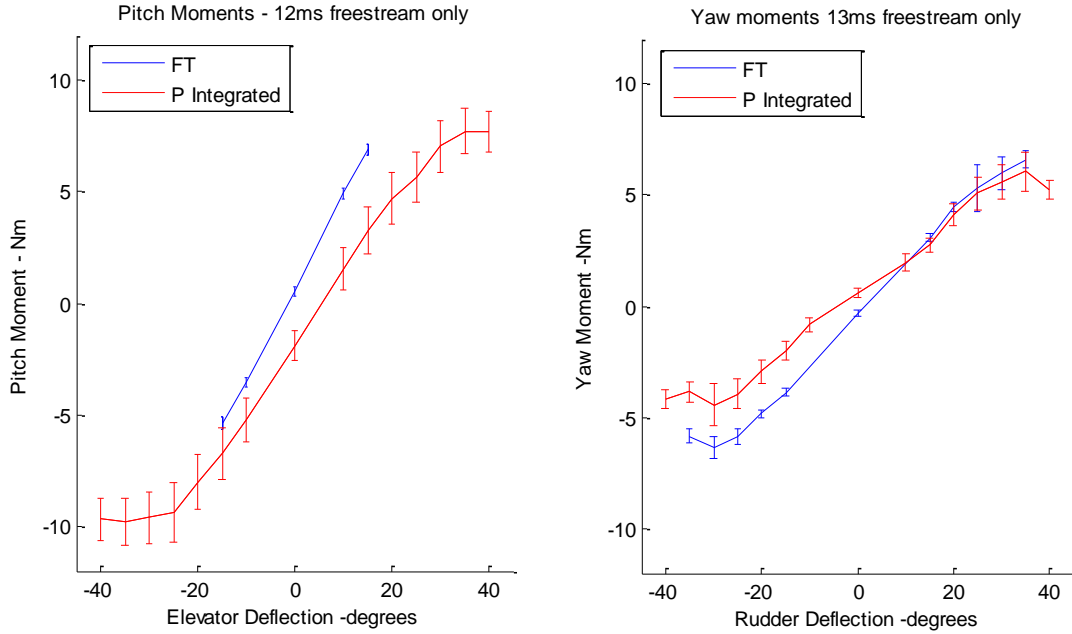 Pitch Moments - 12ms freestream only
10
5
0
-5
-10
-40
-20
0
20
40
Pitch Moment - Nm
Elevator Deflection -degrees
FT
P Integrated
Yaw moments 13ms freestream only
10
5
0
-5
-10
-40
-20
0
20
40
Yaw Moment -Nm
Rudder Deflection -degrees
FT
P Integrated